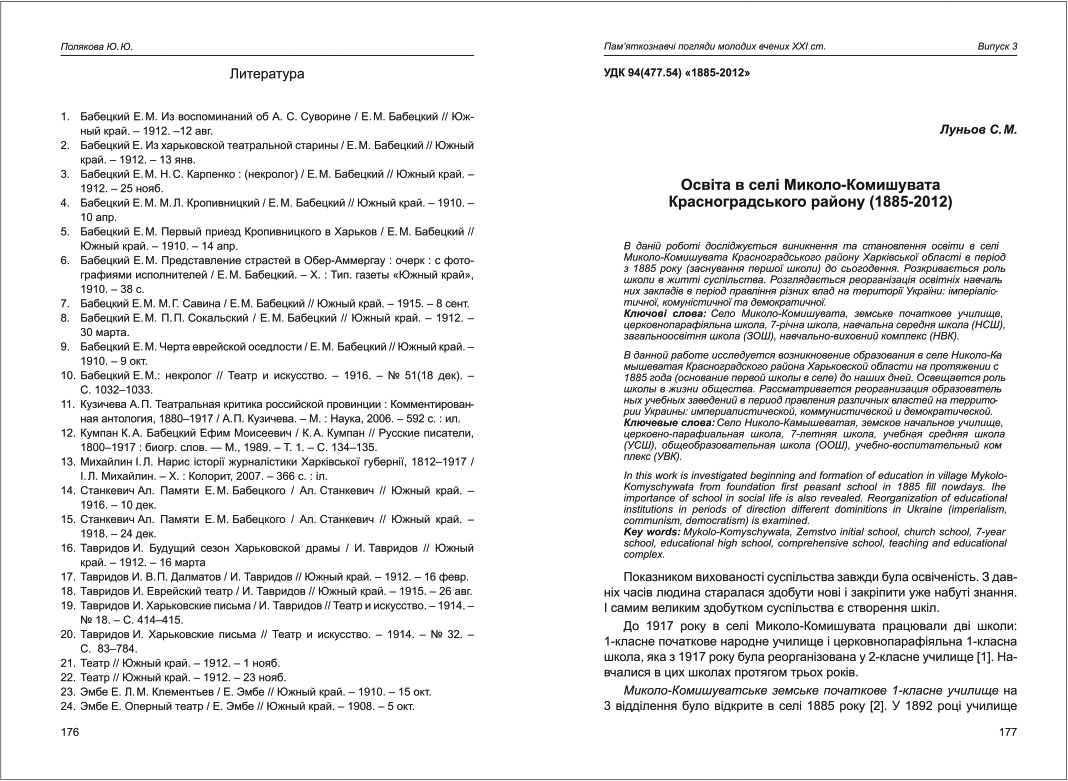 Полякова Ю. Ю.
Литература
1. Бабецкий Е. М. Из воспоминаний об А. С. Суворине / Е. М. Бабецкий // Юж-
ный край. – 1912. –12 авг.
2. Бабецкий Е. Из харьковской театральной старины / Е. М. Бабецкий // Южный
край. – 1912. – 13 янв.
3. Бабецкий Е. М. Н. С. Карпенко : (некролог) / Е. М. Бабецкий // Южный край. –
1912. – 25 нояб.
4. Бабецкий Е. М. М. Л. Кропивницкий / Е. М. Бабецкий // Южный край. – 1910. –
10 апр.
5. Бабецкий Е. М. Первый приезд Кропивницкого в Харьков / Е. М. Бабецкий //
Южный край. – 1910. – 14 апр.
6. Бабецкий Е. М. Представление страстей в Обер-Аммергау : очерк : с фото-
графиями исполнителей / Е. М. Бабецкий. – Х. : Тип. газеты «Южный край»,
1910. – 38 с.
7. Бабецкий Е. М. М. Г. Савина / Е. М. Бабецкий // Южный край. – 1915. – 8 сент.
8. Бабецкий Е. М. П. П. Сокальский / Е. М. Бабецкий // Южный край. – 1912. –
30 марта.
9. Бабецкий Е. М. Черта еврейской оседлости / Е. М. Бабецкий // Южный край. –
1910. – 9 окт.
10. Бабецкий Е. М.: некролог // Театр и искусство. – 1916. – № 51(18 дек). –
С. 1032–1033.
11. Кузичева А. П. Театральная критика российской провинции : Комментирован-
ная антология, 1880–1917 / А. П. Кузичева. – М. : Наука, 2006. – 592 с. : ил.
12. Кумпан К. А. Бабецкий Ефим Моисеевич / К. А. Кумпан // Русские писатели,
1800–1917 : биогр. слов. — М., 1989. – Т. 1. – С. 134–135.
13. Михайлин І. Л. Нарис історії журналістики Харківської губернії, 1812–1917 /
І. Л. Михайлин. – Х. : Колорит, 2007. – 366 с. : іл.
14. Станкевич Ал. Памяти Е. М. Бабецкого / Ал. Станкевич // Южный край. –
1916. – 10 дек.
15. Станкевич Ал. Памяти Е. М. Бабецкого / Ал. Станкевич // Южный край. –
1918. – 24 дек.
16. Тавридов И. Будущий сезон Харьковской драмы / И. Тавридов // Южный
край. – 1912. – 16 марта
17. Тавридов И. В. П. Далматов / И. Тавридов // Южный край. – 1912. – 16 февр.
18. Тавридов И. Еврейский театр / И. Тавридов // Южный край. – 1915. – 26 авг.
19. Тавридов И. Харьковские письма / И. Тавридов // Театр и искусство. – 1914. –
№ 18. – С. 414–415.
20. Тавридов И. Харьковские письма // Театр и искусство. – 1914. – № 32. –
С. 83–784.
21. Театр // Южный край. – 1912. – 1 нояб.
22. Театр // Южный край. – 1912. – 23 нояб.
23. Эмбе Е. Л. М. Клементьев / Е. Эмбе // Южный край. – 1910. – 15 окт.
24. Эмбе Е. Оперный театр / Е. Эмбе // Южный край. – 1908. – 5 окт.
176
Пам’яткознавчі погляди молодих вчених ХХІ ст. Випуск 3
УДК 94(477.54) «1885-2012»
Луньов С. М.
Освіта в селі Миколо-Комишувата
Красноградського району (1885-2012)
В даній роботі досліджується виникнення та становлення освіти в селі
Миколо-Комишувата Красноградського району Харківської області в період
з 1885 року (заснування першої школи) до сьогодення. Розкривається роль
школи в житті суспільства. Розглядається реорганізація освітніх навчаль
них закладів в період правління різних влад на території України: імперіаліс-
тичної, комуністичної та демократичної.
Ключові слова: Село Миколо-Комишувата, земське початкове училище,
церковнопарафіяльна школа, 7-річна школа, навчальна середня школа (НСШ),
загальноосвітня школа (ЗОШ), навчально-виховний комплекс (НВК).
В данной работе исследуется возникновение образования в селе Николо-Ка
мышеватая Красноградского района Харьковской области на протяжении с
1885 года (основание первой школы в селе) до наших дней. Освещается роль
школы в жизни общества. Рассматривается реорганизация образователь
ных учебных заведений в период правления различных властей на террито-
рии Украины: империалистической, коммунистической и демократической.
Ключевые слова: Село Николо-Камышеватая, земское начальное училище,
церковно-парафиальная школа, 7-летняя школа, учебная средняя школа
(УСШ), общеобразовательная школа (ООШ), учебно-воспитательный ком
плекс (УВК).
In this work is investigated beginning and formation of education in village Mykolo-
Komyschywata from foundation first peasant school in 1885 fill nowdays. Ihe
importance of school in social life is also revealed. Reorganization of educational
institutions in periods of direction different dominitions in Ukraine (imperialism,
communism, democratism) is examined.
Key words: Mykolo-Komyschywata, Zemstvo initial school, church school, 7-year
school, educational high school, comprehensive school, teaching and educational
complex.
Показником вихованості суспільства завжди була освіченість. З дав-
ніх часів людина старалася здобути нові і закріпити уже набуті знання.
І самим великим здобутком суспільства є створення шкіл.
До 1917 року в селі Миколо-Комишувата працювали дві школи:
1-класне початкове народне училище і церковнопарафіяльна 1-класна
школа, яка з 1917 року була реорганізована у 2-класне училище [1]. На-
вчалися в цих школах протягом трьох років.
Миколо-Комишуватське земське початкове 1-класне училище на
3 відділення було відкрите в селі 1885 року [2]. У 1892 році училище
177